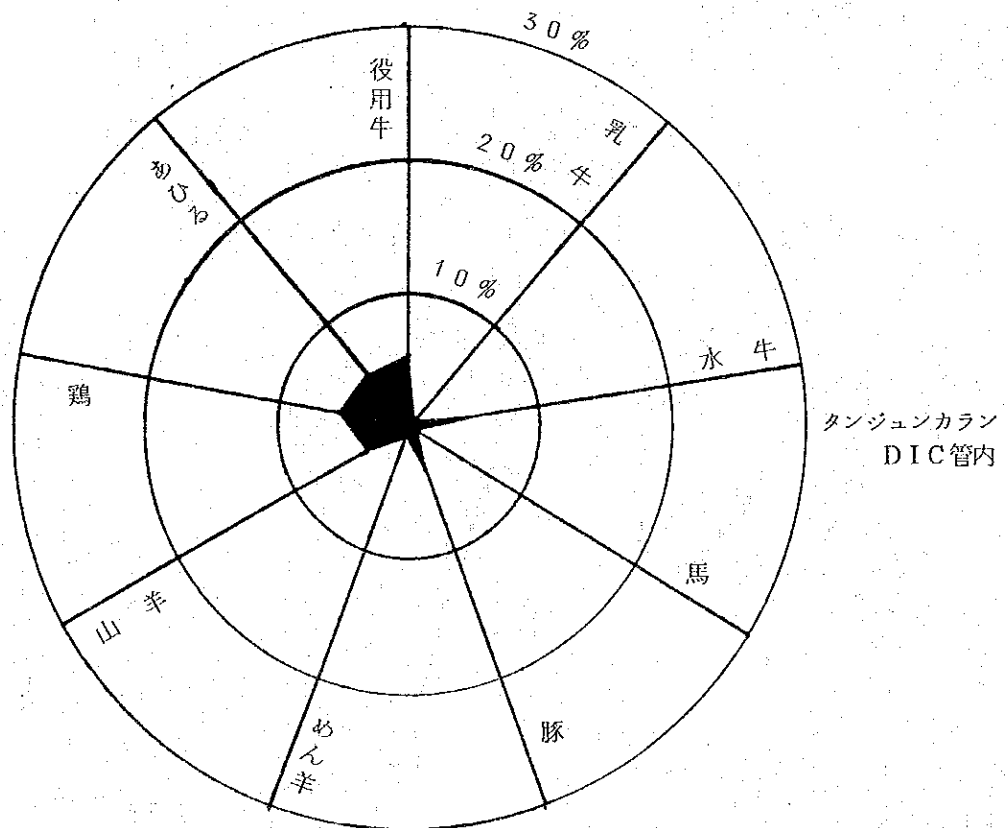 30%
役用牛
乳牛
20%
あひる
10%
水牛
鶏
タンジュンカラン
DIC管内
馬
山羊
めん羊
豚